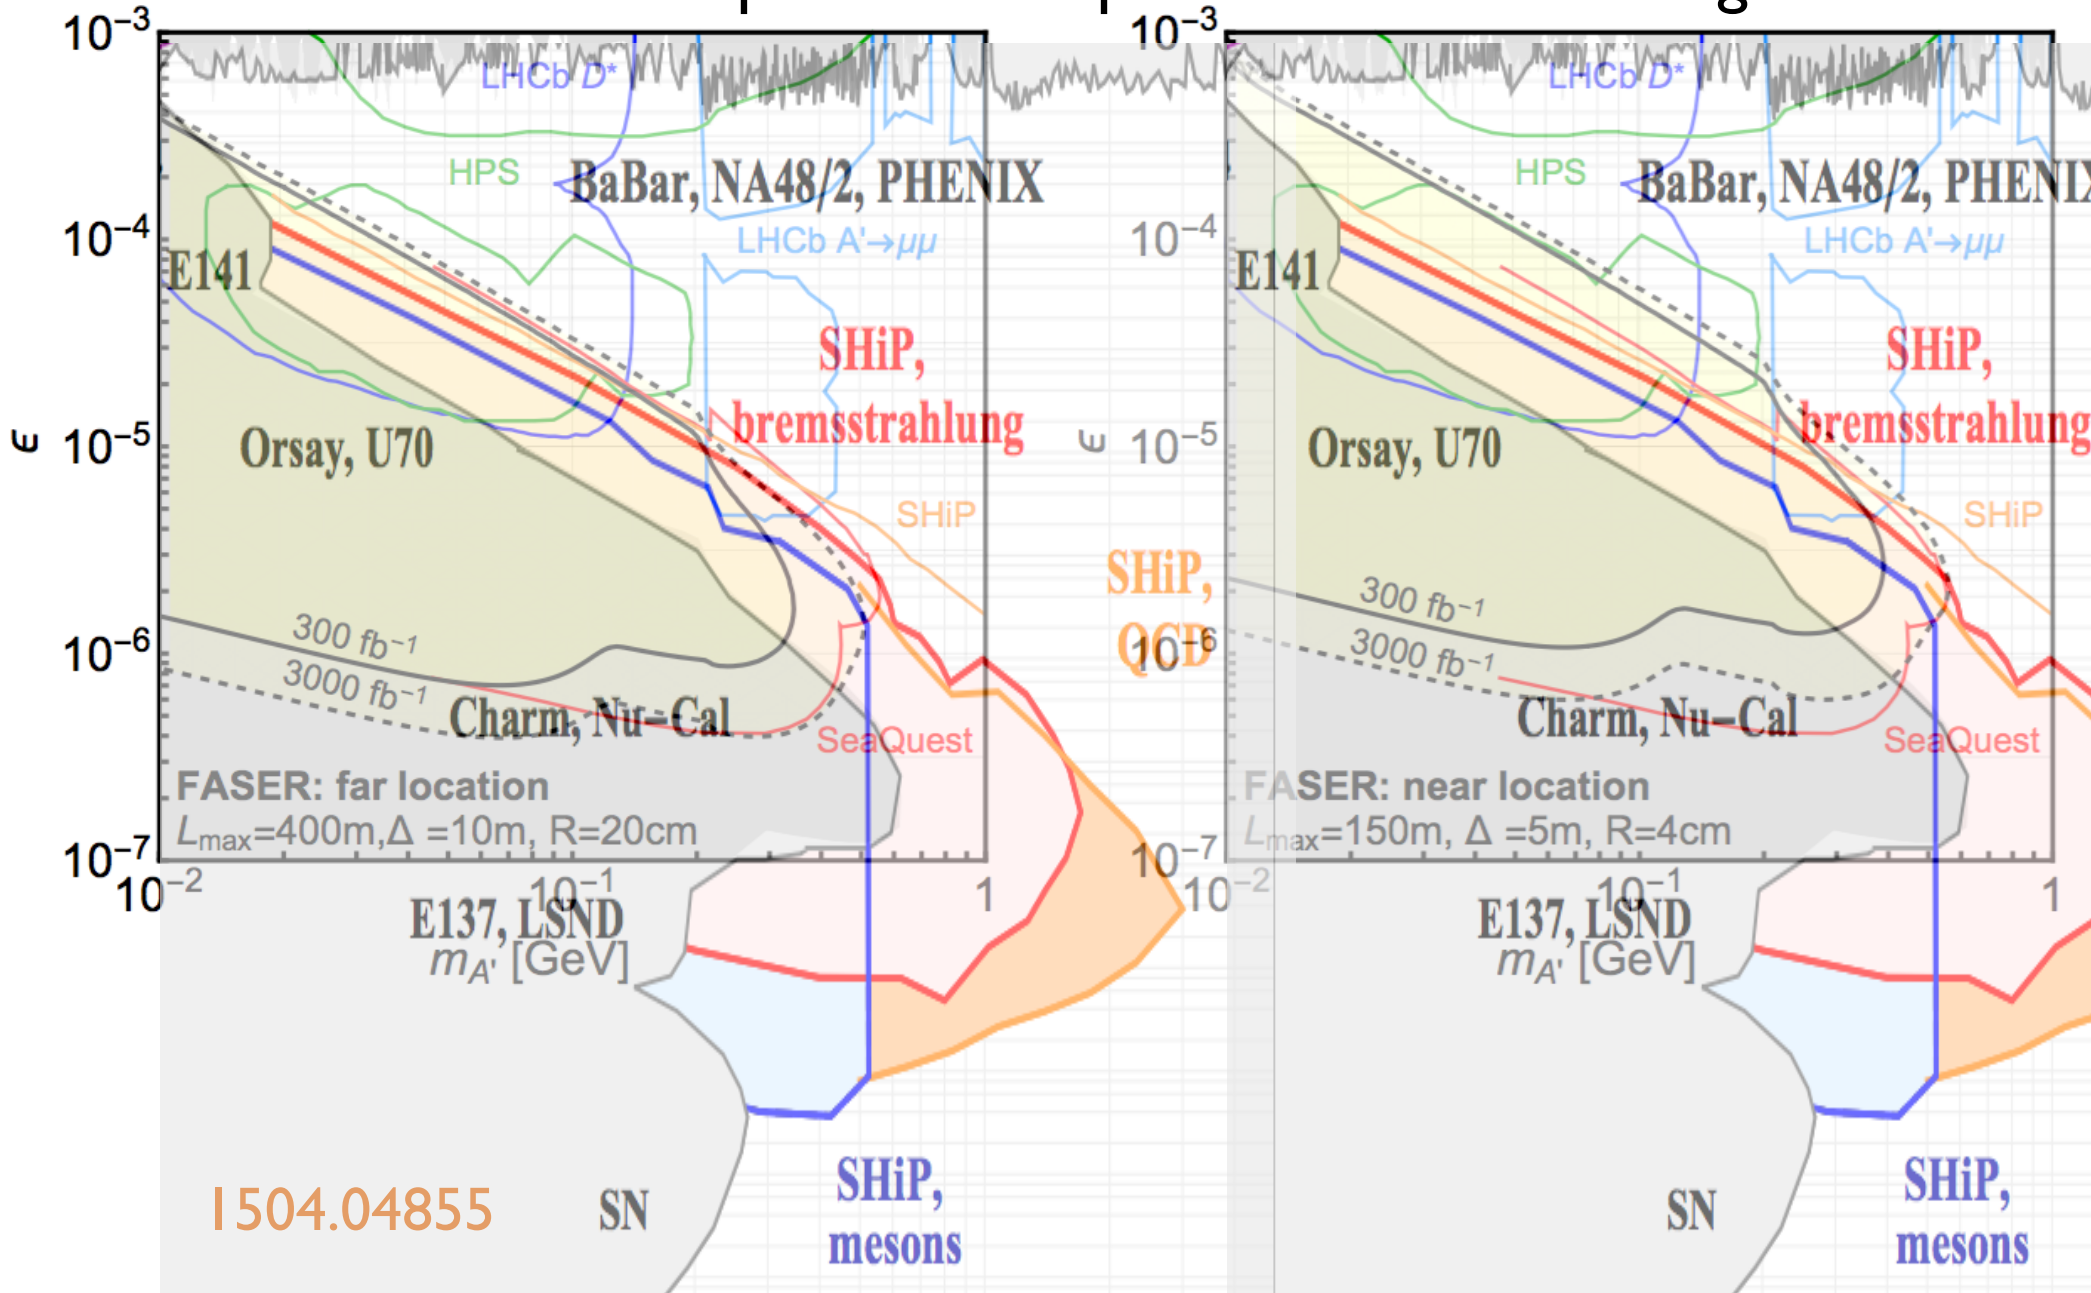 10⁻³
10⁻⁴
10⁻⁵
10⁻⁶
10⁻⁷
ϵ
LHCb D*
HPS
BaBar, NA48/2, PHENIX
LHCb A'→μμ
E141
SHiP,
bremsstrahlung
Orsay, U70
SHiP
SHiP,
QCD
300 fb⁻¹
3000 fb⁻¹
Charm, Nu−Cal
SeaQuest
FASER: far location
Lmax=400m,Δ =10m, R=20cm
10⁻²
10⁻¹
1
E137, LSND
mA' [GeV]
SHiP,
mesons
SN
1504.04855
10⁻³
10⁻⁴
10⁻⁵
10⁻⁶
10⁻⁷
ϵ
LHCb D*
HPS
BaBar, NA48/2, PHENIX
LHCb A'→μμ
E141
SHiP,
bremsstrahlung
Orsay, U70
SHiP
300 fb⁻¹
3000 fb⁻¹
Charm, Nu−Cal
SeaQuest
FASER: near location
Lmax=150m, Δ =5m, R=4cm
10⁻²
10⁻¹
1
E137, LSND
mA' [GeV]
SHiP,
mesons
SN